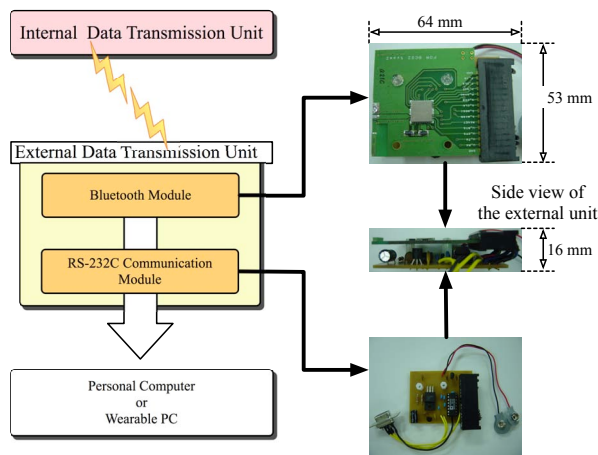 Internal Data Transmission Unit
External Data Transmission Unit
Bluetooth Module
RS-232C Communication
Module
Personal Computer
or
Wearable PC
64 mm
53 mm
Side view of
the external unit
16 mm